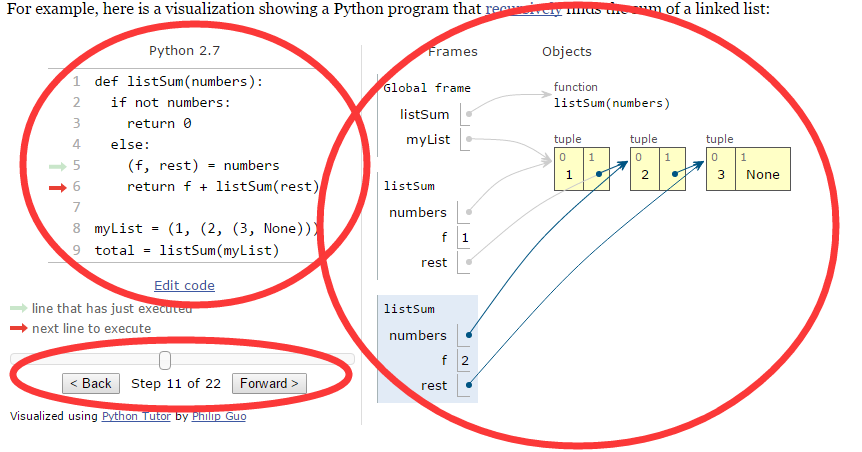 For example, here is a visualization showing a Python program that recursively finds the sum of a linked list:
Python 2.7
1 def listSum(numbers):
2   if not numbers:
3     return 0
4   else:
5     (f, rest) = numbers
6     return f + listSum(rest)
7
8 myList = (1, (2, (3, None)))
9 total = listSum(myList)
Edit code
line that has just executed
next line to execute
< Back Step 11 of 22 Forward >
Visualized using Python Tutor by Philip Guo
Frames Objects
Global frame
listSum
myList
function
listSum(numbers)
tuple
0 1
1
tuple
0 1
2
tuple
0 1
3 None
listSum
numbers
f 1
rest
listSum
numbers
f 2
rest